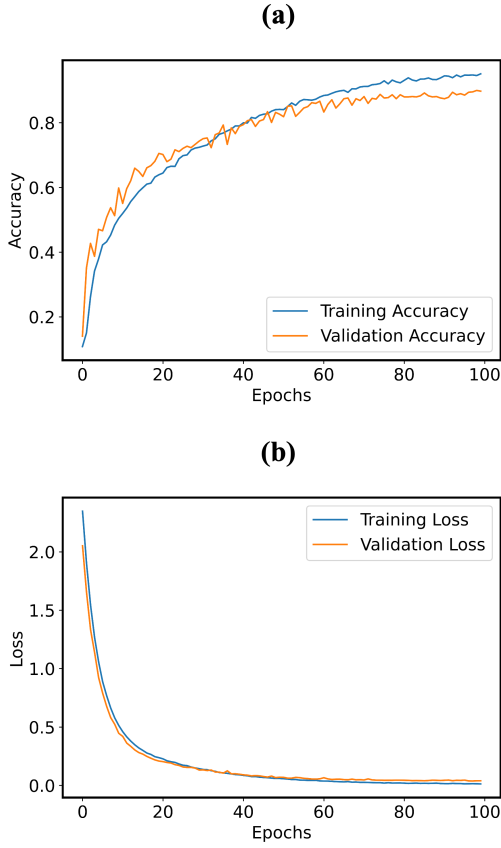 (a)
Accuracy
0.8
0.6
0.4
0.2
Training Accuracy
Validation Accuracy
0 20 40 60 80 100
Epochs
(b)
Loss
2.0
1.5
1.0
0.5
0.0
Training Loss
Validation Loss
0 20 40 60 80 100
Epochs